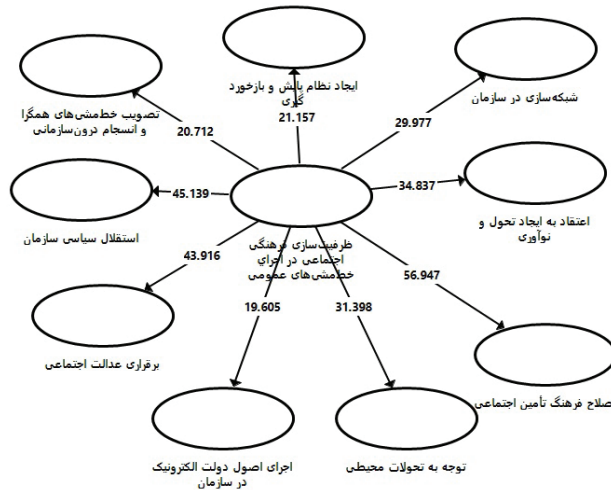 ایجاد نظام پایش و بازخورد
گیری
شبکه‌سازی در سازمان
تصویب خط‌مشی‌های همگرا
و انسجام درون‌سازمانی
21.157
29.977
20.712
34.837
45.139
اعتقاد به ایجاد تحول و
نوآوری
استقلال سیاسی سازمان
ظرفیت‌سازی فرهنگی
اجتماعی در اجراي
خط‌مشی‌های عمومی
43.916
56.947
19.605
31.398
برقراری عدالت اجتماعی
صلاح فرهنگ تأمین اجتماعی
اجرای اصول دولت الکترونیک
در سازمان
توجه به تحولات محیطی